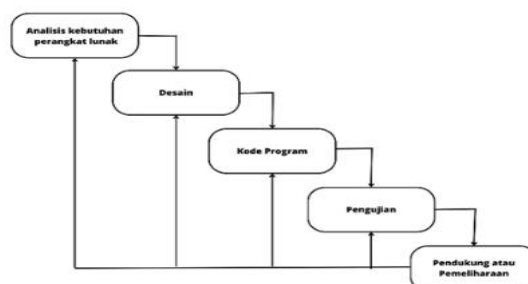 Analisis kebutuhan
perangkat lunak
Desain
Kode Program
Pengujian
Pendukung atau
Pemeliharaan